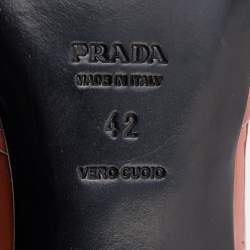 PRADA
MADE IN ITALY
42
VERO CUOIO